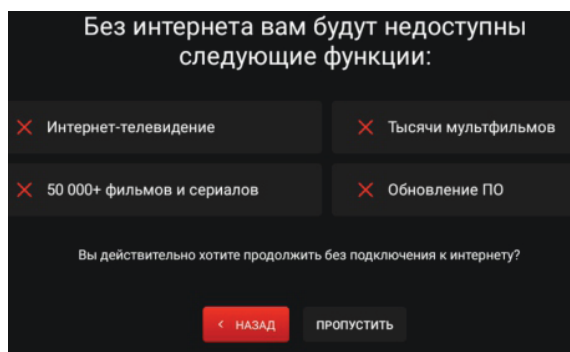 Без интернета вам будут недоступны
следующие функции:
Интернет-телевидение
Тысячи мультфильмов
50 000+ фильмов и сериалов
Обновление ПО
Вы действительно хотите продолжить без подключения к интернету?
НАЗАД
ПРОПУСТИТЬ